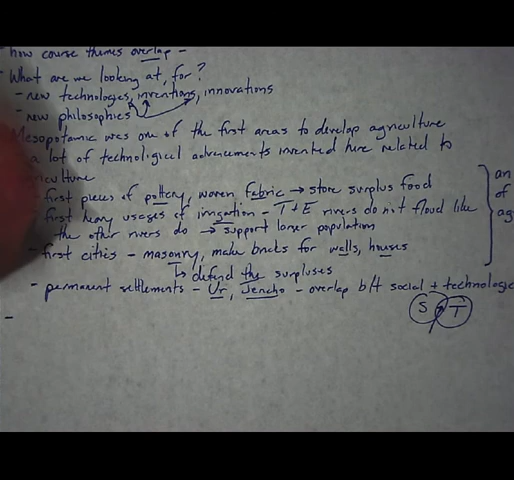 how course themes overlap -
- What are we looking at, for?
- new technologies, inventions, innovations
- new philosophies
Mesopotamia was one of the first areas to develop agriculture
a lot of technological advancements invented here related to
culture
first pieces of pottery, woven fabric → store surplus food
first heavy usages of irrigation - T + E rivers do not flood like
the other rivers do → support larger population
an
of
ag
- first cities - masonry, make bricks for walls, houses
↳ defend the surpluses
- permanent settlements - Ur, Jericho - overlap b/t social + technologic
S T
-